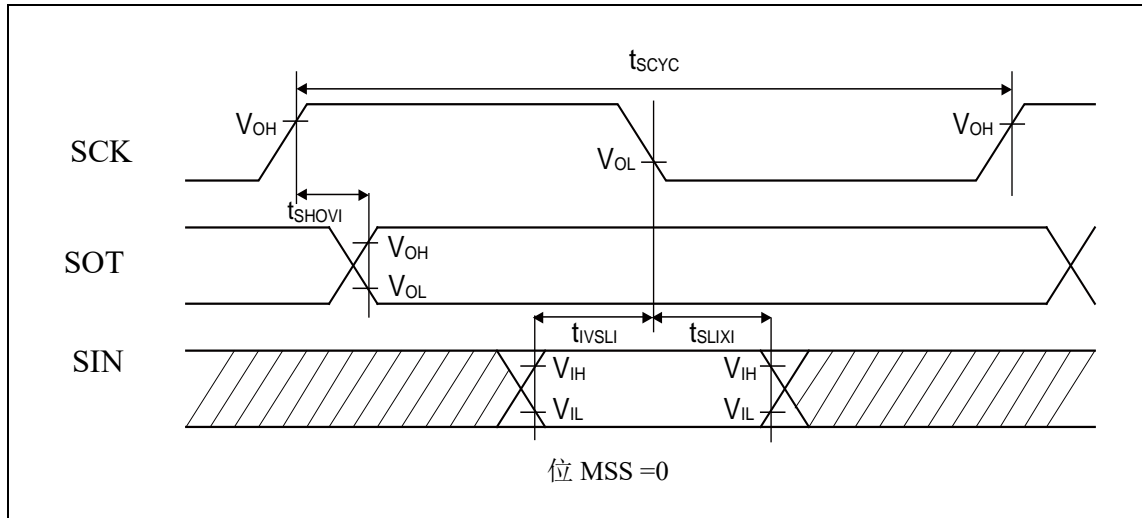 tSCYC
VOH
VOH
SCK
VOL
tSHOVI
VOH
SOT
VOL
tIVSLI
tSLIXI
SIN
VIH
VIH
VIL
VIL
位 MSS =0